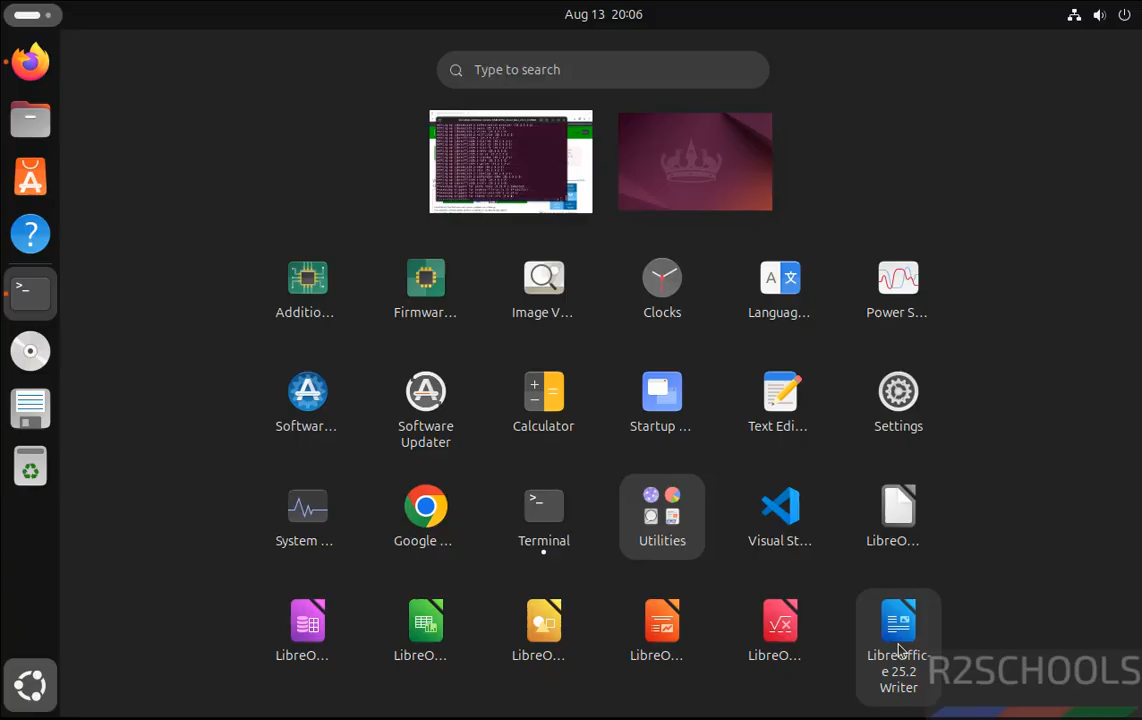 Aug 13 20:06
Type to search
Additio...
Firmwar...
Image V...
Clocks
Languag...
Power S...
Softwar...
Software
Updater
Calculator
Startup ...
Text Edi...
Settings
System ...
Google ...
Terminal
Utilities
Visual St...
LibreO...
LibreO...
LibreO...
LibreO...
LibreO...
LibreO...
LibreOffic-
e 25.2
Writer
R2SCHOOLS